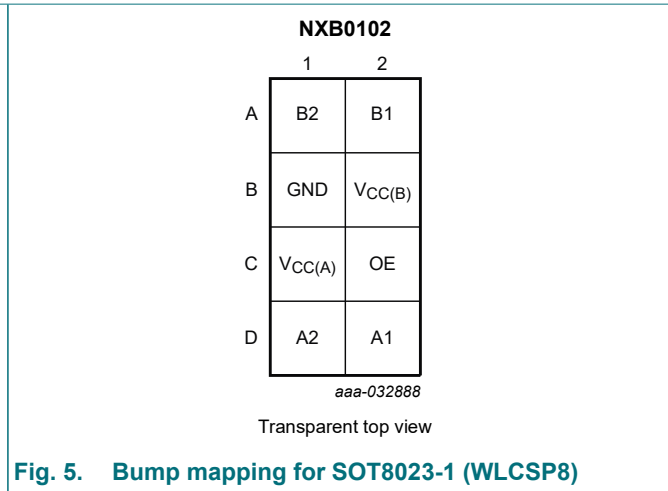 NXB0102
1 2
A B2 B1
B GND VCC(B)
C VCC(A) OE
D A2 A1
aaa-032888
Transparent top view
Fig. 5. Bump mapping for SOT8023-1 (WLCSP8)